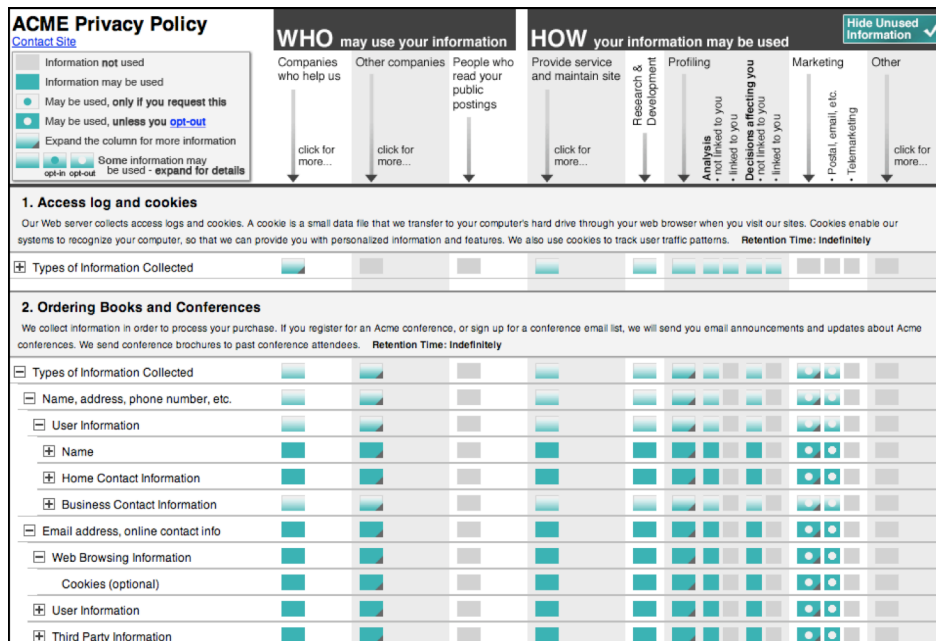 ACME Privacy Policy
Contact Site
Information not used
Information may be used
May be used, only if you request this
May be used, unless you opt-out
Expand the column for more information
Some information may
be used - expand for details
opt-in opt-out
WHO may use your information
HOW your information may be used
Hide Unused
Information
Companies
who help us
click for
more...
Other companies
click for
more...
People who
read your
public
postings
Provide service
and maintain site
click for
more...
Research &
Development
Profiling
Analysis
• not linked to you
• linked to you
Decisions affecting you
• not linked to you
• linked to you
Marketing
• Postal, email, etc.
• Telemarketing
Other
click for
more...
1. Access log and cookies
Our Web server collects access logs and cookies. A cookie is a small data file that we transfer to your computer's hard drive through your web browser when you visit our sites. Cookies enable our
systems to recognize your computer, so that we can provide you with personalized information and features. We also use cookies to track user traffic patterns. Retention Time: Indefinitely
Types of Information Collected
2. Ordering Books and Conferences
We collect information in order to process your purchase. If you register for an Acme conference, or sign up for a conference email list, we will send you email announcements and updates about Acme
conferences. We send conference brochures to past conference attendees. Retention Time: Indefinitely
Types of Information Collected
Name, address, phone number, etc.
User Information
Name
Home Contact Information
Business Contact Information
Email address, online contact info
Web Browsing Information
Cookies (optional)
User Information
Third Party Information